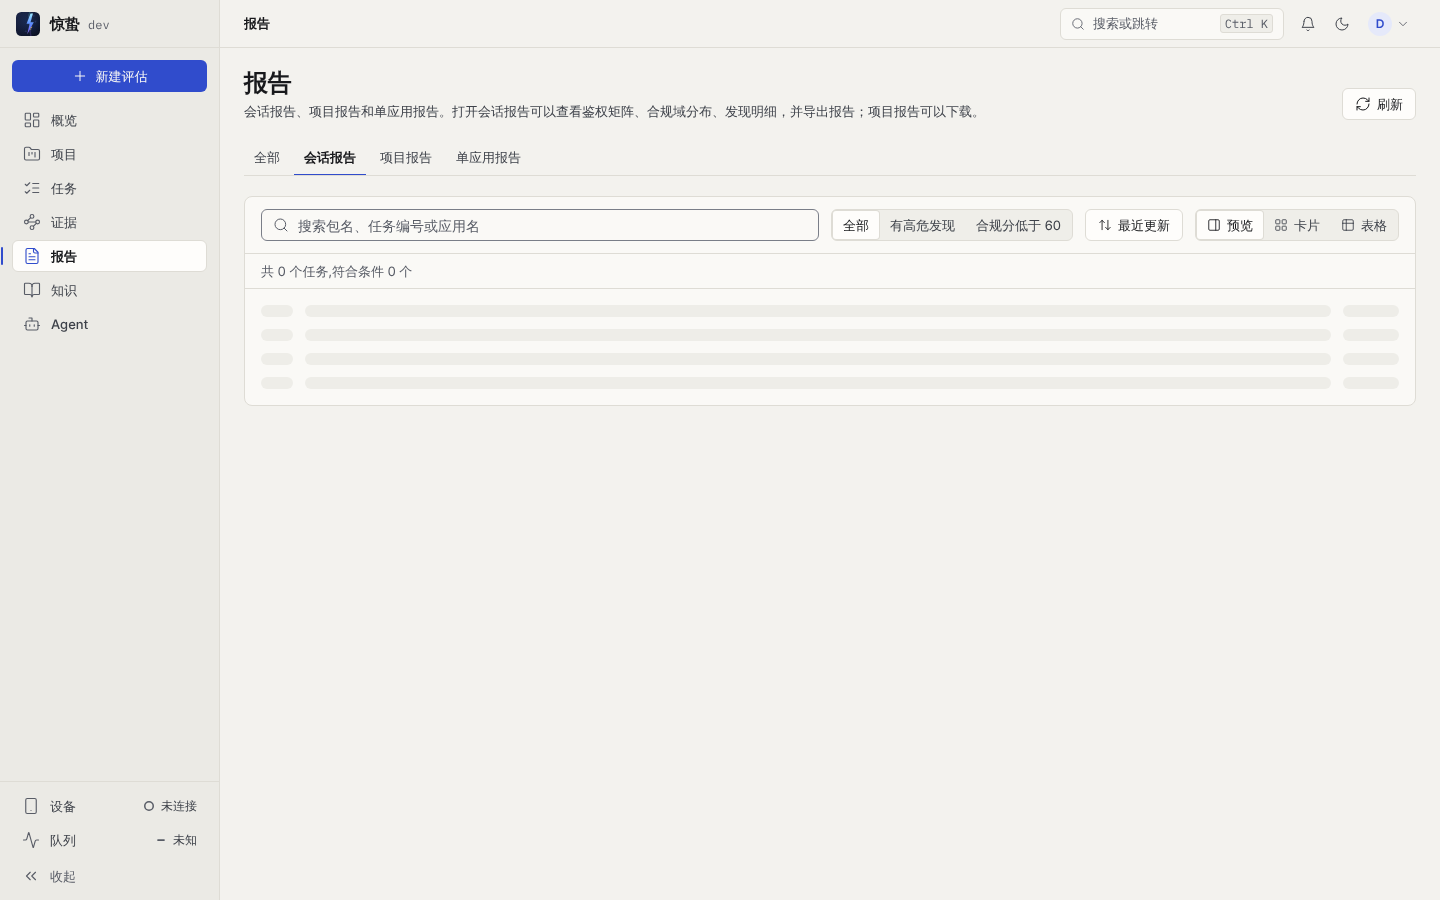 惊蛰 dev
报告
搜索或跳转 Ctrl K
D
新建评估
概览
项目
任务
证据
报告
知识
Agent
设备 未连接
队列 未知
收起
报告
会话报告、项目报告和单应用报告。打开会话报告可以查看鉴权矩阵、合规域分布、发现明细，并导出报告；项目报告可以下载。
刷新
全部 会话报告 项目报告 单应用报告
搜索包名、任务编号或应用名 全部 有高危发现 合规分低于 60 最近更新 预览 卡片 表格
共 0 个任务,符合条件 0 个